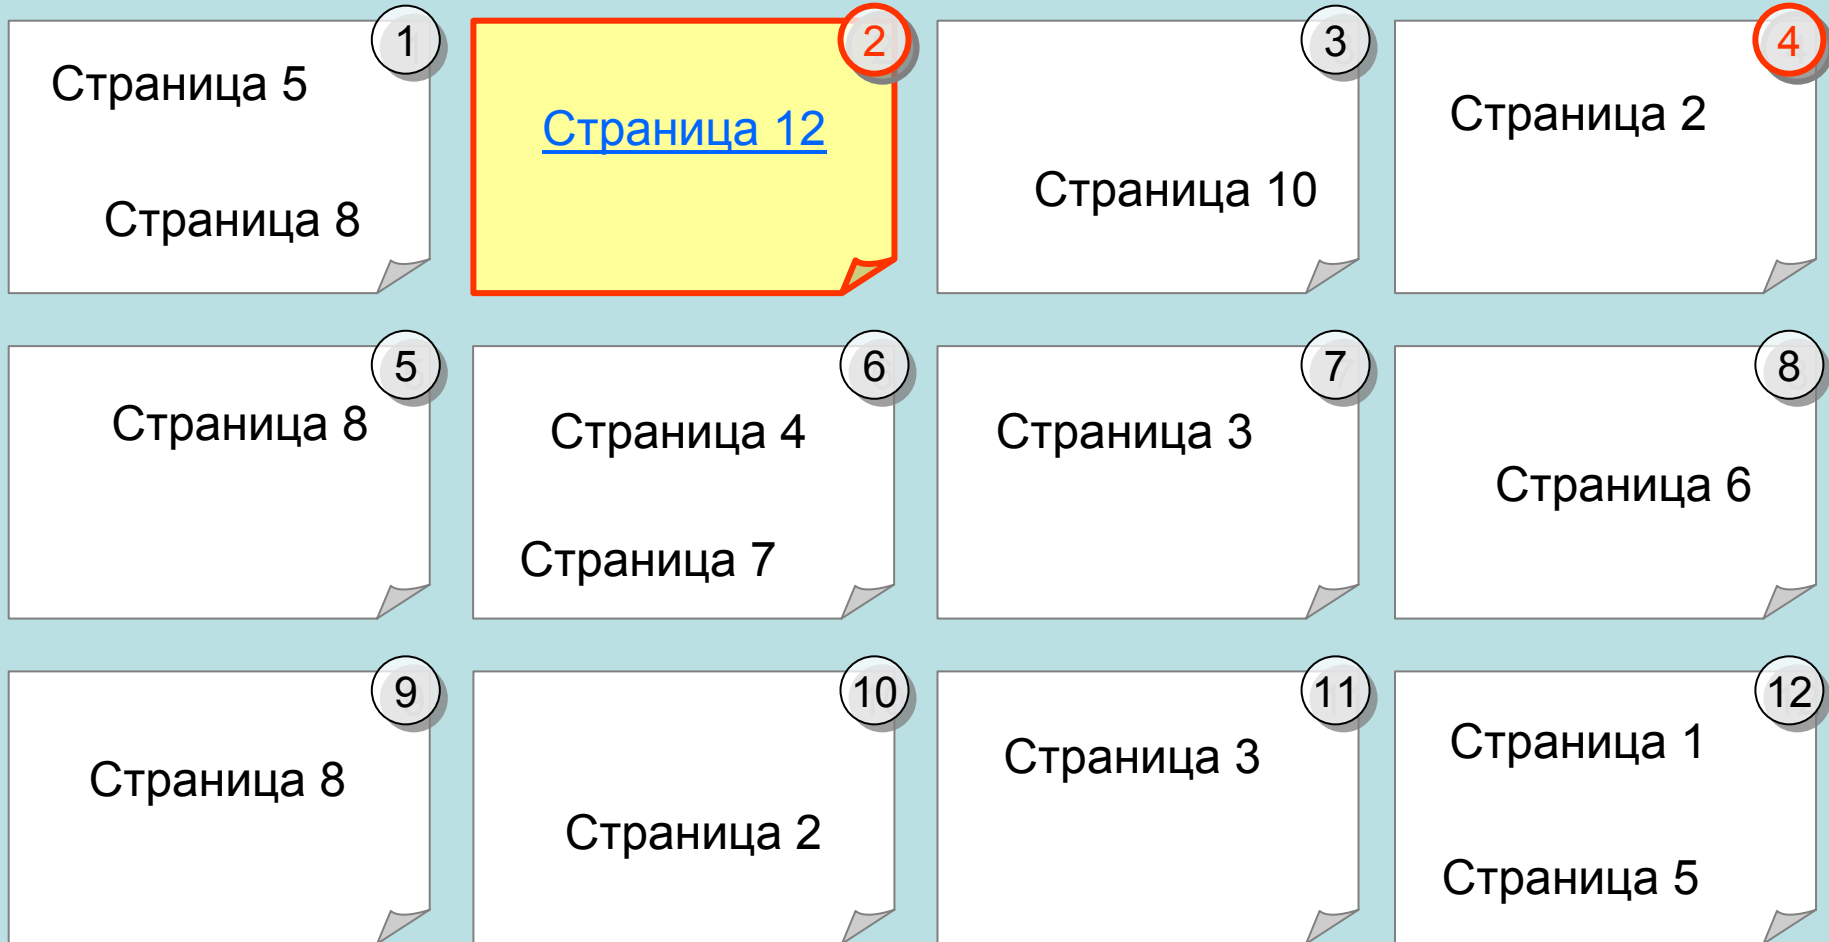 1
Страница 5
Страница 8
2
Страница 12
3
Страница 10
4
Страница 2
5
Страница 8
6
Страница 4
Страница 7
7
Страница 3
8
Страница 6
9
Страница 8
10
Страница 2
11
Страница 3
12
Страница 1
Страница 5